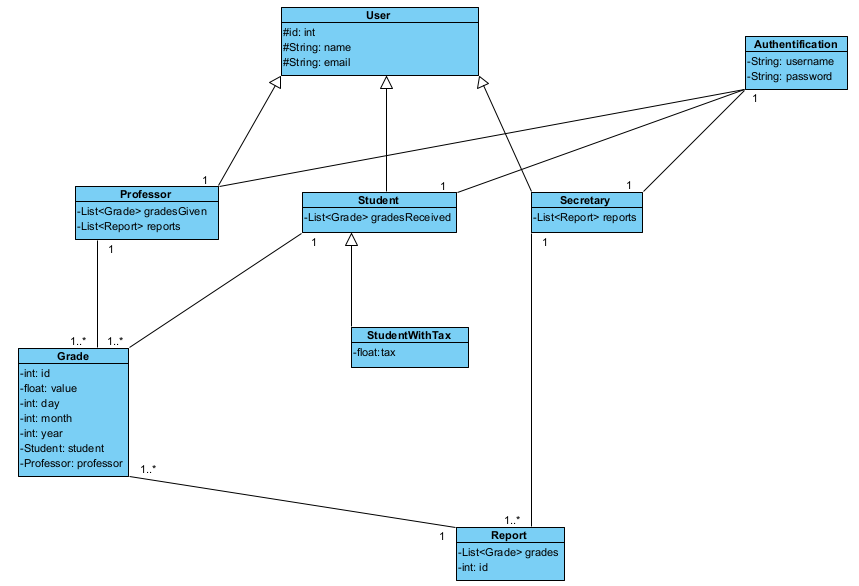 User
#id: int
#String: name
#String: email
Authentification
-String: username
-String: password
1
1
1
1
Professor
-List<Grade> gradesGiven
-List<Report> reports
Student
-List<Grade> gradesReceived
Secretary
-List<Report> reports
1
1
1
StudentWithTax
-float:tax
1..*
1..*
Grade
-int: id
-float: value
-int: day
-int: month
-int: year
-Student: student
-Professor: professor
1..*
1..*
1
Report
-List<Grade> grades
-int: id